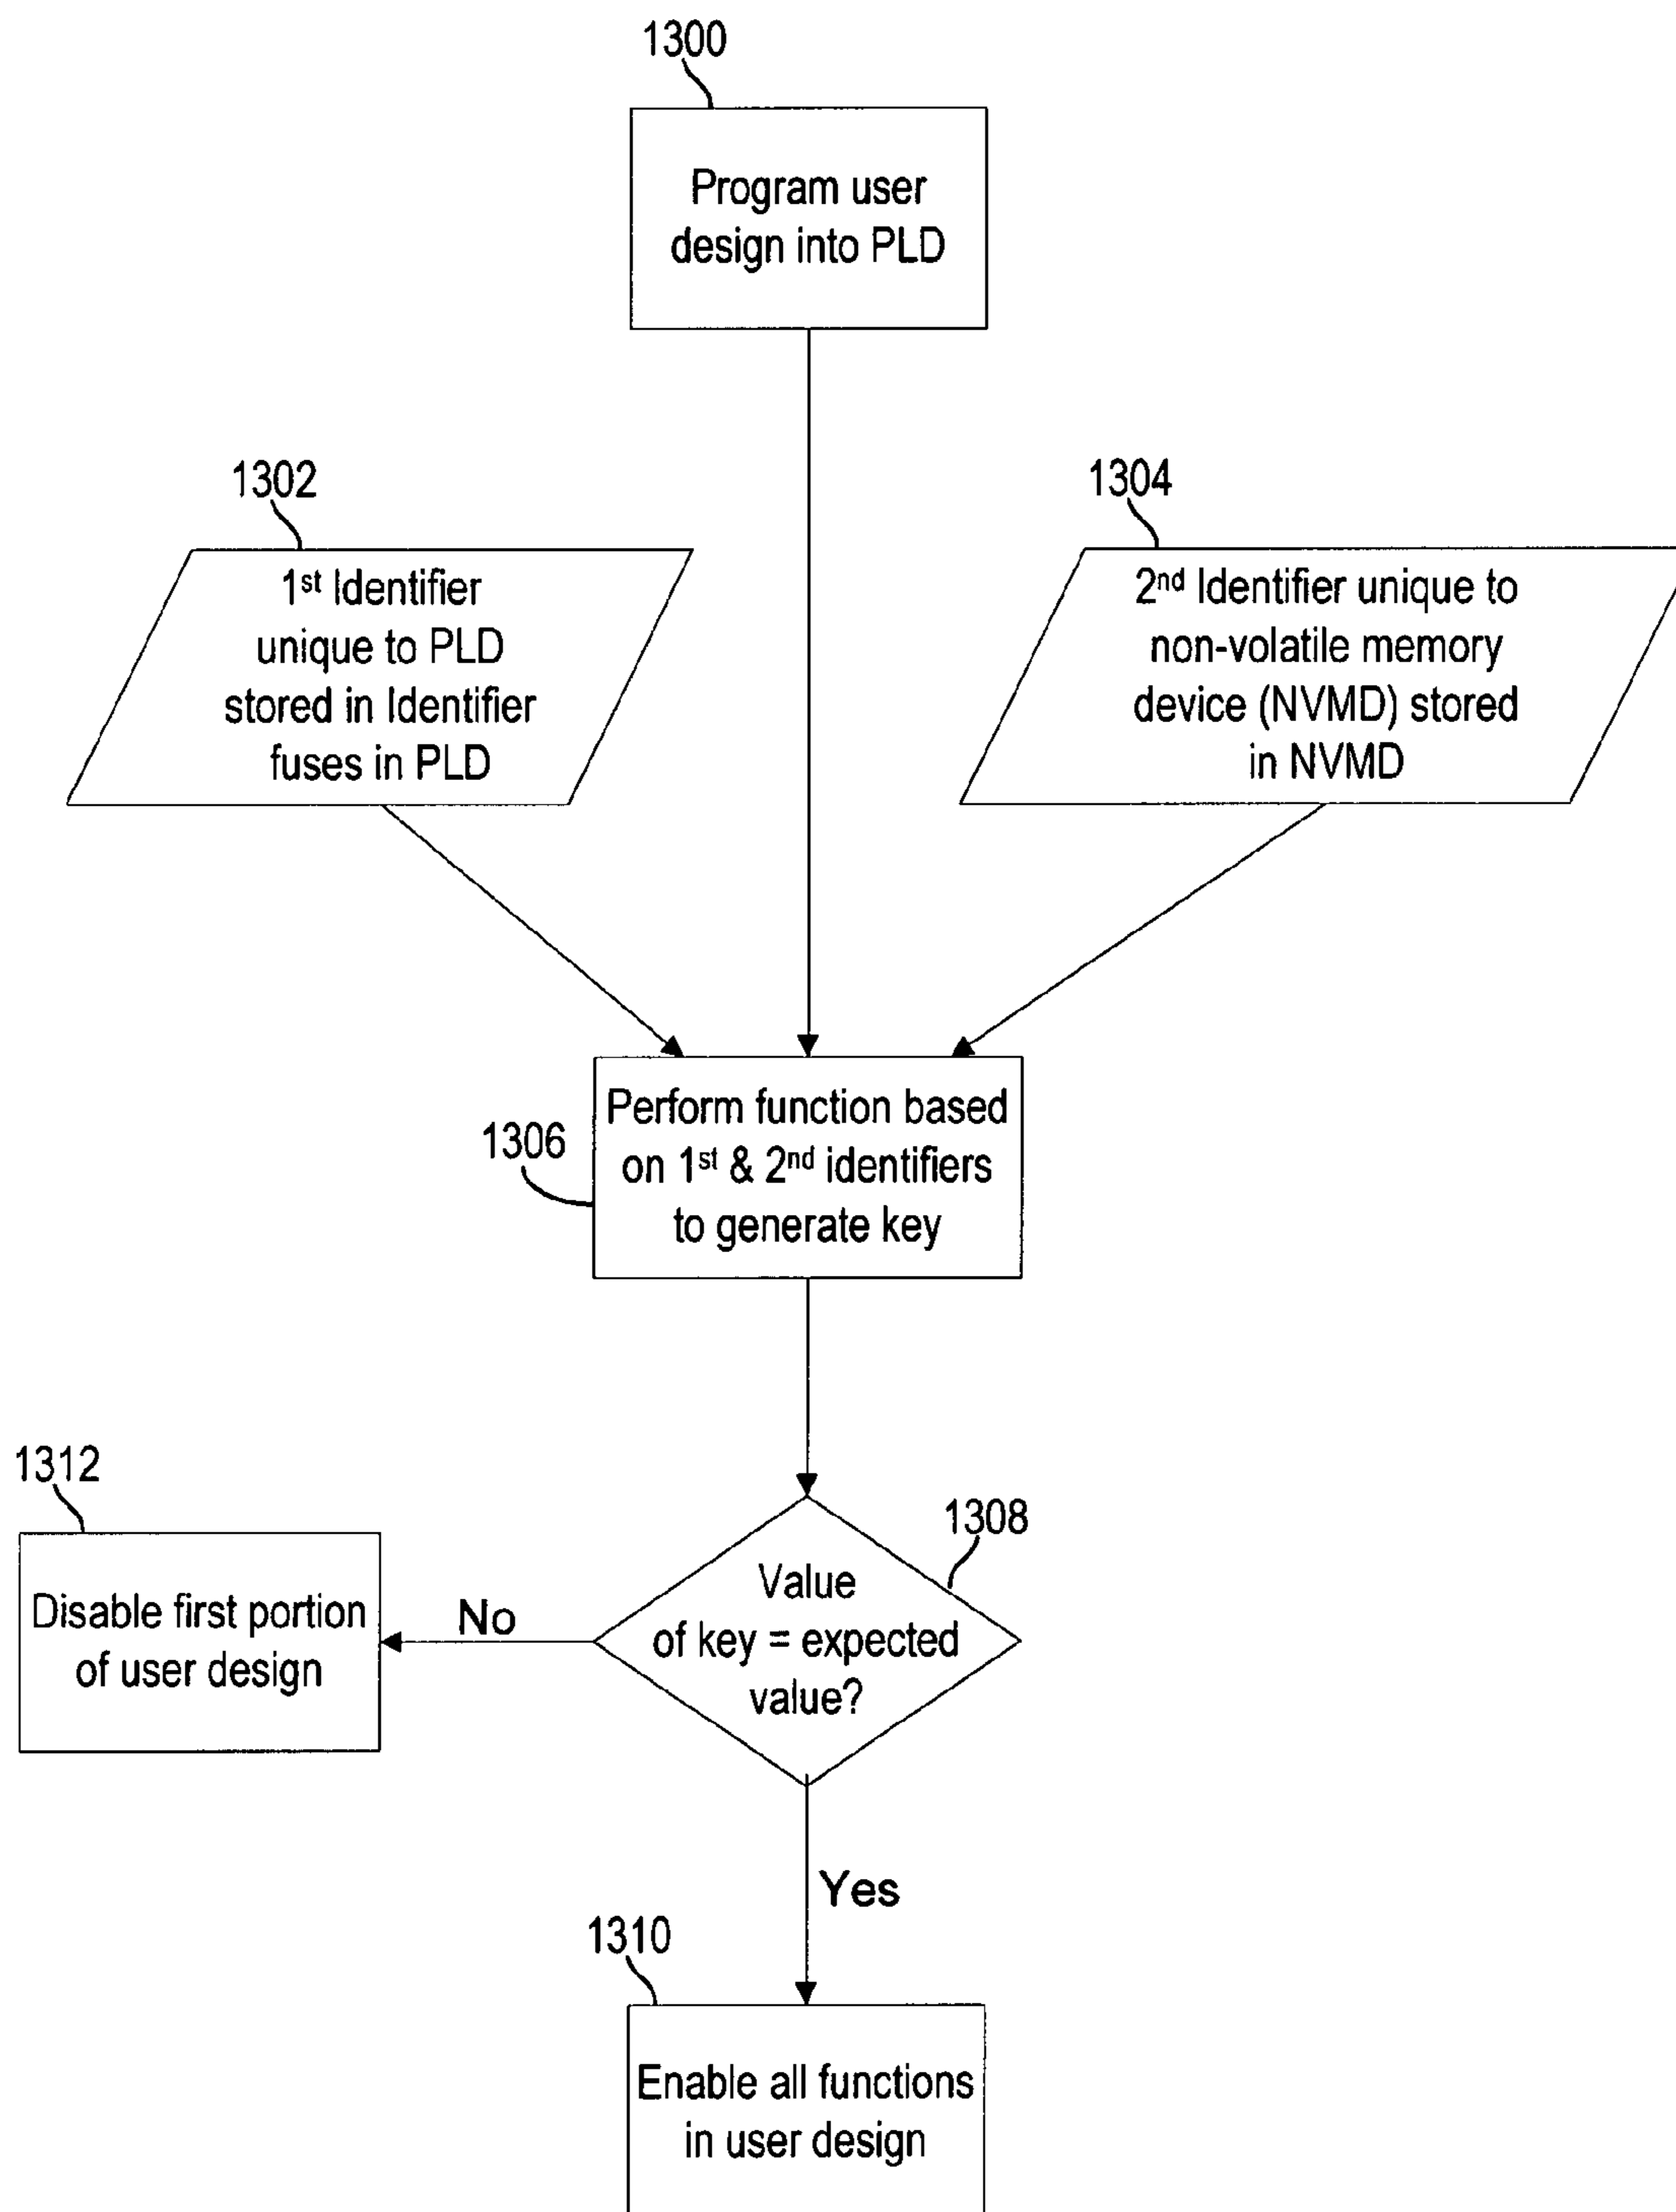 1300
Program user
design into PLD
1302
1st Identifier
unique to PLD
stored in Identifier
fuses in PLD
1304
2nd Identifier unique to
non-volatile memory
device (NVMD) stored
in NVMD
1306
Perform function based
on 1st & 2nd identifiers
to generate key
1308
Value
of key = expected
value?
No
1312
Disable first portion
of user design
Yes
1310
Enable all functions
in user design